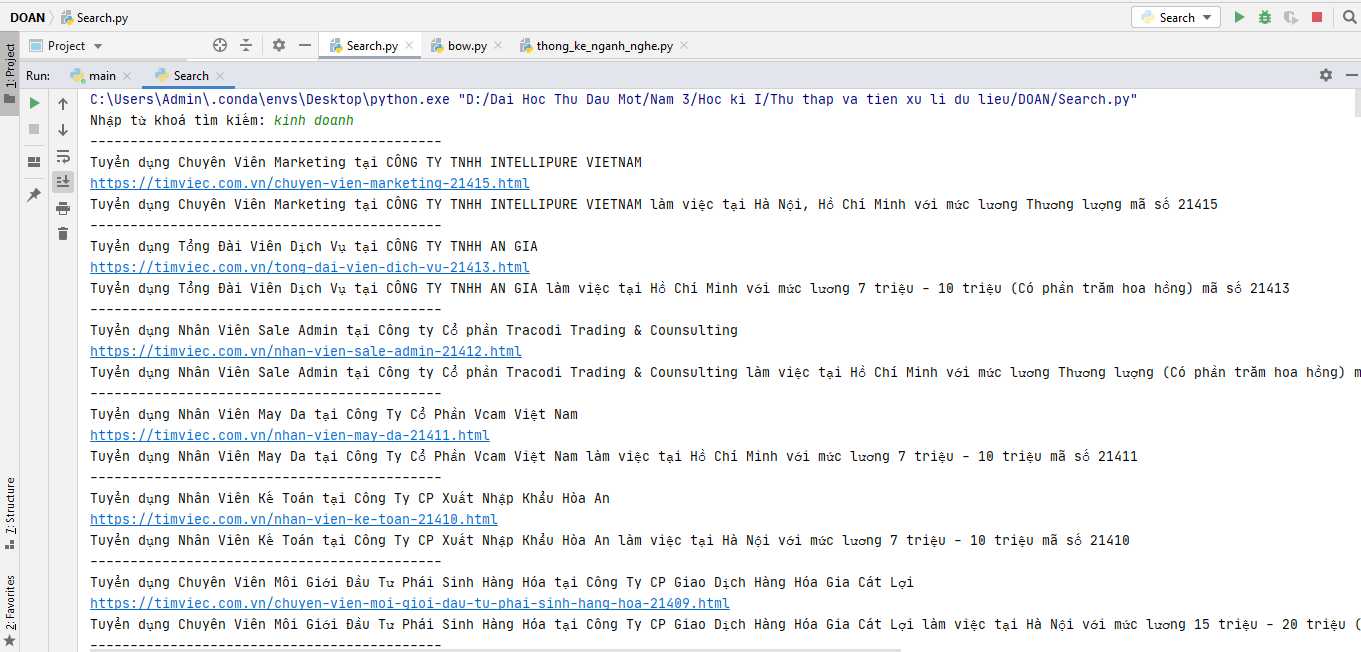 DOAN Search.py Search
1: Project
Project Search.py bow.py thong_ke_nganh_nghe.py
Run: main Search
C:\Users\Admin\.conda\envs\Desktop\python.exe "D:/Dai Hoc Thu Dau Mot/Nam 3/Hoc ki I/Thu thap va tien xu li du lieu/DOAN/Search.py"
Nhập từ khoá tìm kiếm: kinh doanh
--------------------------------------------
Tuyển dụng Chuyên Viên Marketing tại CÔNG TY TNHH INTELLIPURE VIETNAM
https://timviec.com.vn/chuyen-vien-marketing-21415.html
Tuyển dụng Chuyên Viên Marketing tại CÔNG TY TNHH INTELLIPURE VIETNAM làm việc tại Hà Nội, Hồ Chí Minh với mức lương Thương lượng mã số 21415
--------------------------------------------
Tuyển dụng Tổng Đài Viên Dịch Vụ tại CÔNG TY TNHH AN GIA
https://timviec.com.vn/tong-dai-vien-dich-vu-21413.html
Tuyển dụng Tổng Đài Viên Dịch Vụ tại CÔNG TY TNHH AN GIA làm việc tại Hồ Chí Minh với mức lương 7 triệu - 10 triệu (Có phần trăm hoa hồng) mã số 21413
--------------------------------------------
Tuyển dụng Nhân Viên Sale Admin tại Công ty Cổ phần Tracodi Trading & Counsulting
https://timviec.com.vn/nhan-vien-sale-admin-21412.html
Tuyển dụng Nhân Viên Sale Admin tại Công ty Cổ phần Tracodi Trading & Counsulting làm việc tại Hồ Chí Minh với mức lương Thương lượng (Có phần trăm hoa hồng) m
--------------------------------------------
Tuyển dụng Nhân Viên May Da tại Công Ty Cổ Phần Vcam Việt Nam
https://timviec.com.vn/nhan-vien-may-da-21411.html
Tuyển dụng Nhân Viên May Da tại Công Ty Cổ Phần Vcam Việt Nam làm việc tại Hồ Chí Minh với mức lương 7 triệu - 10 triệu mã số 21411
--------------------------------------------
Tuyển dụng Nhân Viên Kế Toán tại Công Ty CP Xuất Nhập Khẩu Hòa An
https://timviec.com.vn/nhan-vien-ke-toan-21410.html
Tuyển dụng Nhân Viên Kế Toán tại Công Ty CP Xuất Nhập Khẩu Hòa An làm việc tại Hà Nội với mức lương 7 triệu - 10 triệu mã số 21410
--------------------------------------------
Tuyển dụng Chuyên Viên Môi Giới Đầu Tư Phái Sinh Hàng Hóa tại Công Ty CP Giao Dịch Hàng Hóa Gia Cát Lợi
https://timviec.com.vn/chuyen-vien-moi-gioi-dau-tu-phai-sinh-hang-hoa-21409.html
Tuyển dụng Chuyên Viên Môi Giới Đầu Tư Phái Sinh Hàng Hóa tại Công Ty CP Giao Dịch Hàng Hóa Gia Cát Lợi làm việc tại Hà Nội với mức lương 15 triệu - 20 triệu (
--------------------------------------------
7: Structure
2: Favorites